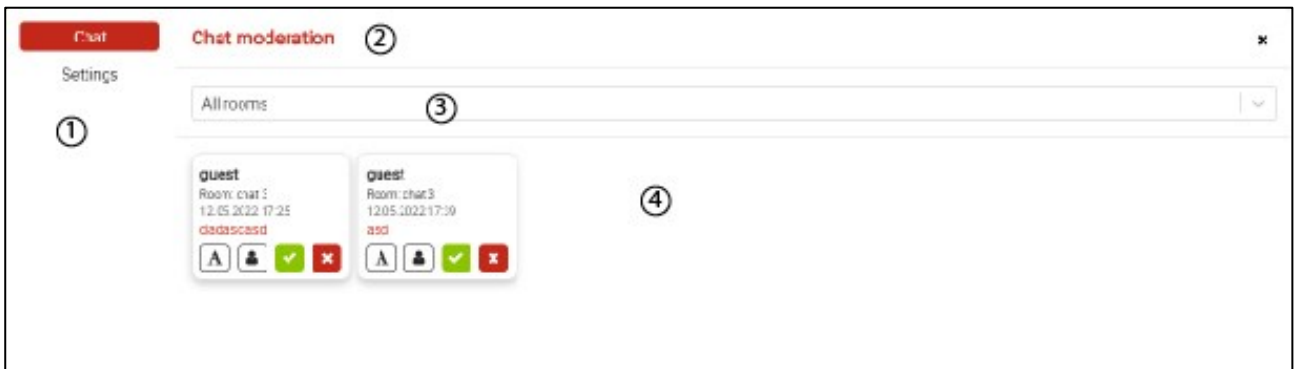 Chat
Settings
①
Chat moderation ②
All rooms ③
④
guest
Room: chat 3
12.05.2022 17:25
guest
Room: chat 3
12.05.2022 17:39
asd
A
A